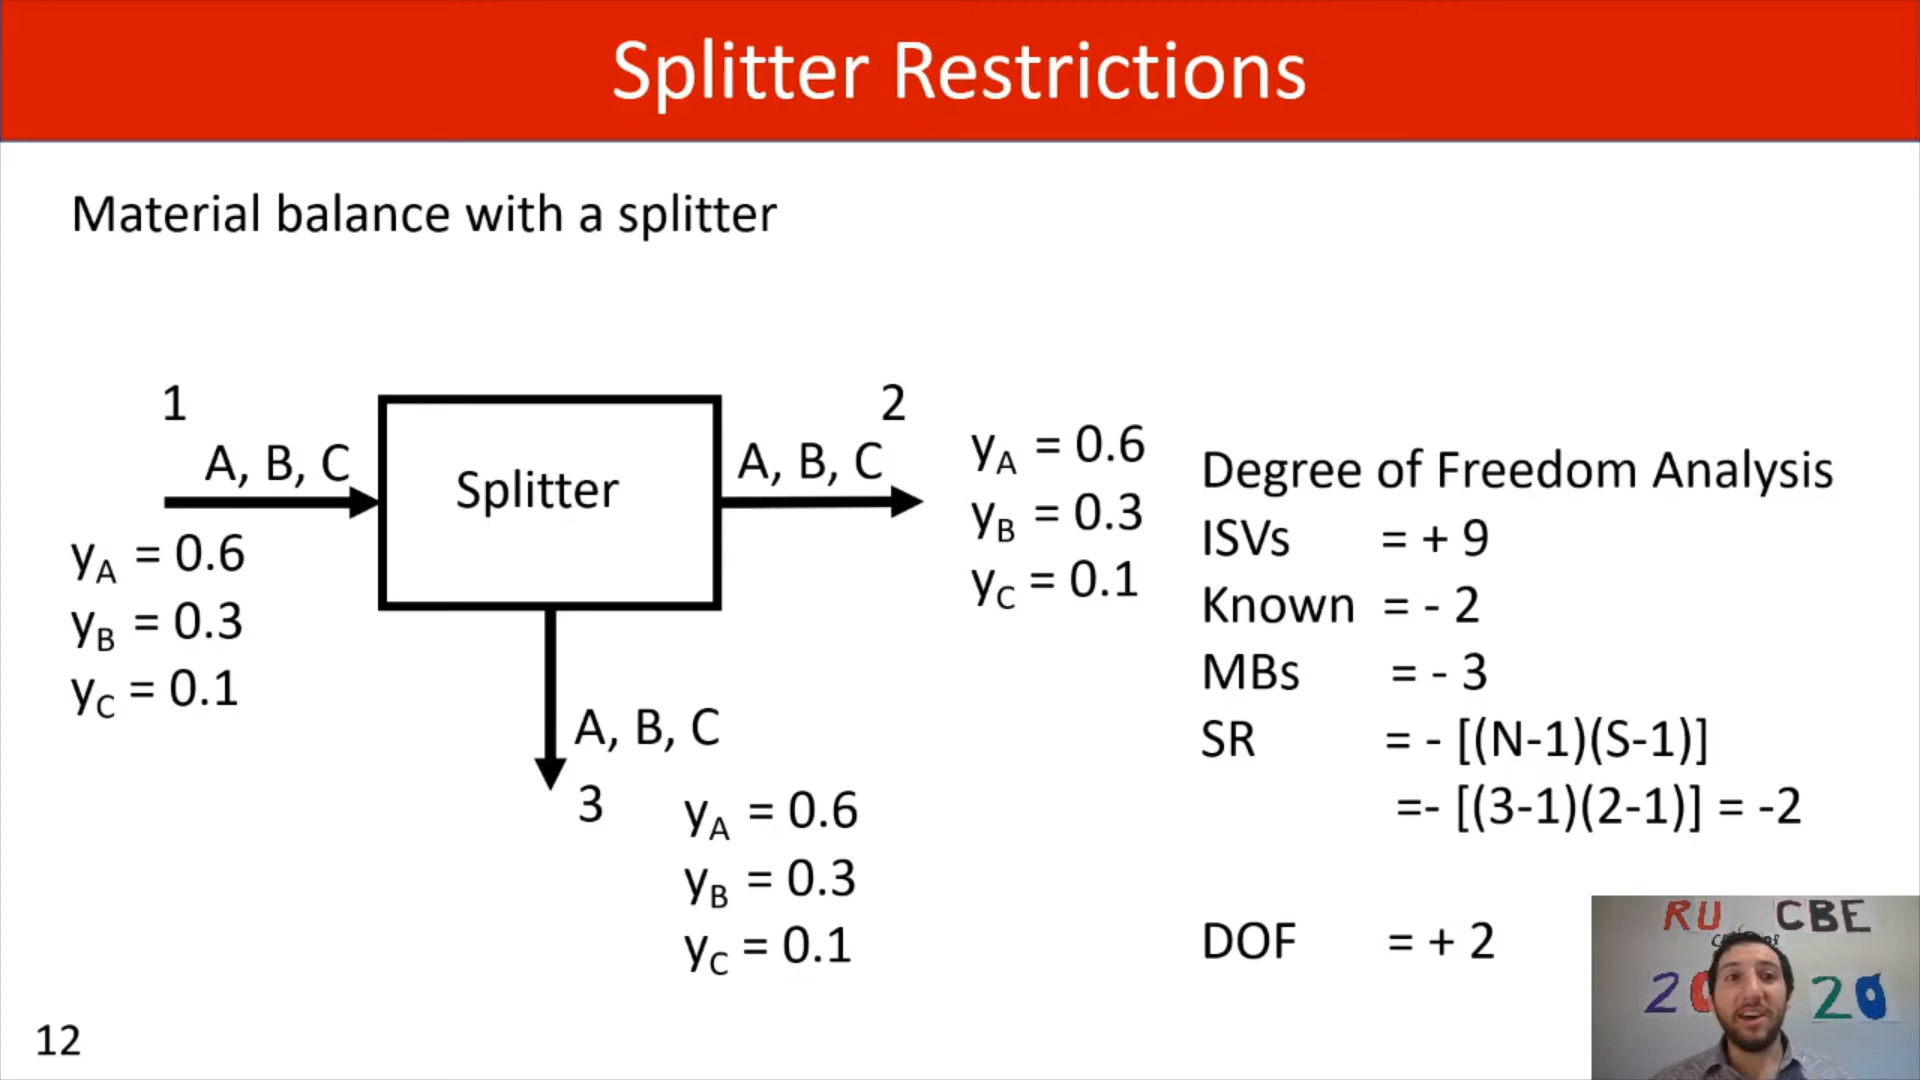 Splitter Restrictions
Material balance with a splitter
1
A, B, C
Splitter
2
A, B, C
yA = 0.6
yB = 0.3
yC = 0.1
yA = 0.6
yB = 0.3
yC = 0.1
A, B, C
3
yA = 0.6
yB = 0.3
yC = 0.1
Degree of Freedom Analysis
ISVs = + 9
Known = - 2
MBs = - 3
SR = - [(N-1)(S-1)]
=- [(3-1)(2-1)] = -2
DOF = + 2
RU CBE
20 20
12